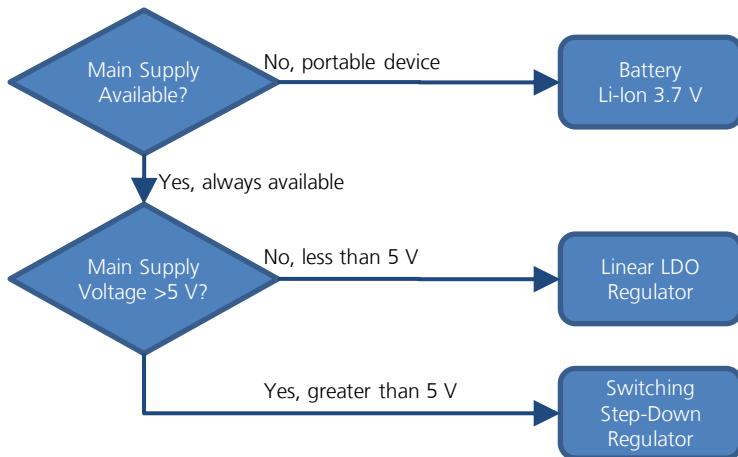 Main Supply
Available?
No, portable device
Battery
Li-Ion 3.7 V
Yes, always available
Main Supply
Voltage >5 V?
No, less than 5 V
Linear LDO
Regulator
Yes, greater than 5 V
Switching
Step-Down
Regulator